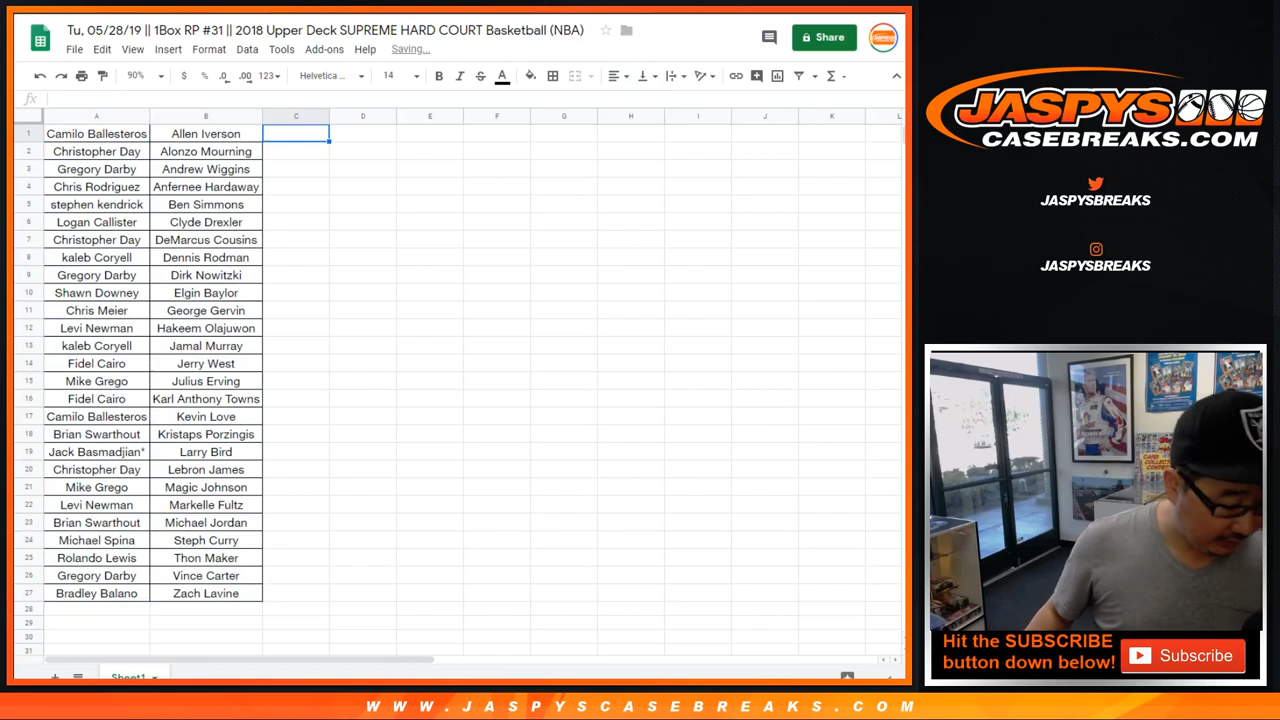 Tu, 05/28/19 || 1Box RP #31 || 2018 Upper Deck SUPREME HARD COURT Basketball (NBA)
File Edit View Insert Format Data Tools Add-ons Help Saving...
Share
90% $ % .0 .00 123 Helvetica ... 14 B I S A
fx
A B C D E F G H I J K L
1 Camilo Ballesteros Allen Iverson
2 Christopher Day Alonzo Mourning
3 Gregory Darby Andrew Wiggins
4 Chris Rodriguez Anfernee Hardaway
5 stephen kendrick Ben Simmons
6 Logan Callister Clyde Drexler
7 Christopher Day DeMarcus Cousins
8 kaleb Coryell Dennis Rodman
9 Gregory Darby Dirk Nowitzki
10 Shawn Downey Elgin Baylor
11 Chris Meier George Gervin
12 Levi Newman Hakeem Olajuwon
13 kaleb Coryell Jamal Murray
14 Fidel Cairo Jerry West
15 Mike Grego Julius Erving
16 Fidel Cairo Karl Anthony Towns
17 Camilo Ballesteros Kevin Love
18 Brian Swarthout Kristaps Porzingis
19 Jack Basmadjian* Larry Bird
20 Christopher Day Lebron James
21 Mike Grego Magic Johnson
22 Levi Newman Markelle Fultz
23 Brian Swarthout Michael Jordan
24 Michael Spina Steph Curry
25 Rolando Lewis Thon Maker
26 Gregory Darby Vince Carter
27 Bradley Balano Zach Lavine
28
29
30
31
Sheet1
JASPYS
CASEBREAKS.COM
JASPYSBREAKS
JASPYSBREAKS
Hit the SUBSCRIBE
button down below!
Subscribe
WWW.JASPYSCASEBREAKS.COM